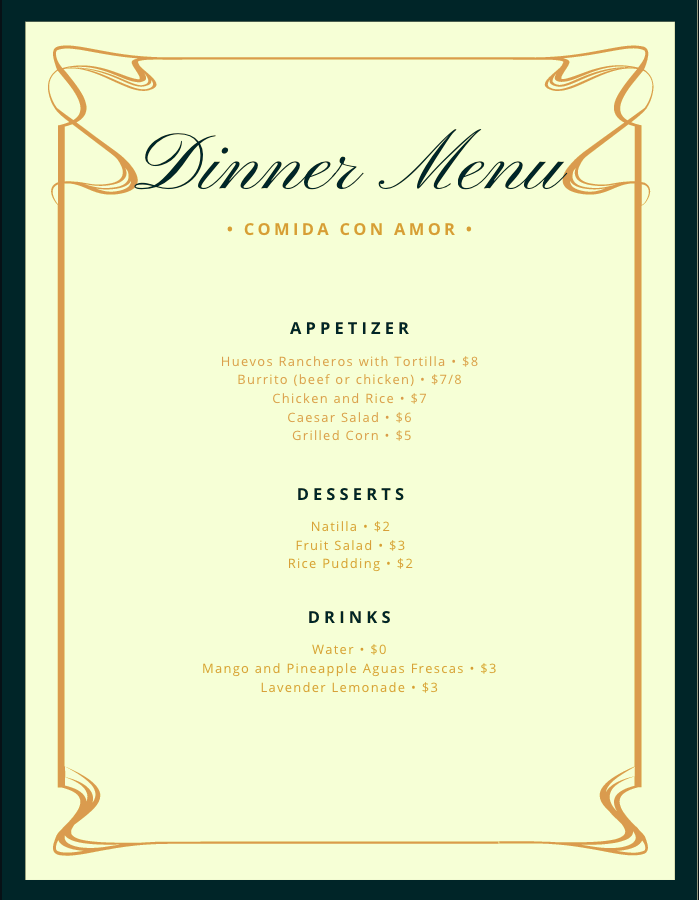 Dinner Menu
• COMIDA CON AMOR •
APPETIZER
Huevos Rancheros with Tortilla • $8
Burrito (beef or chicken) • $7/8
Chicken and Rice • $7
Caesar Salad • $6
Grilled Corn • $5
DESSERTS
Natilla • $2
Fruit Salad • $3
Rice Pudding • $2
DRINKS
Water • $0
Mango and Pineapple Aguas Frescas • $3
Lavender Lemonade • $3